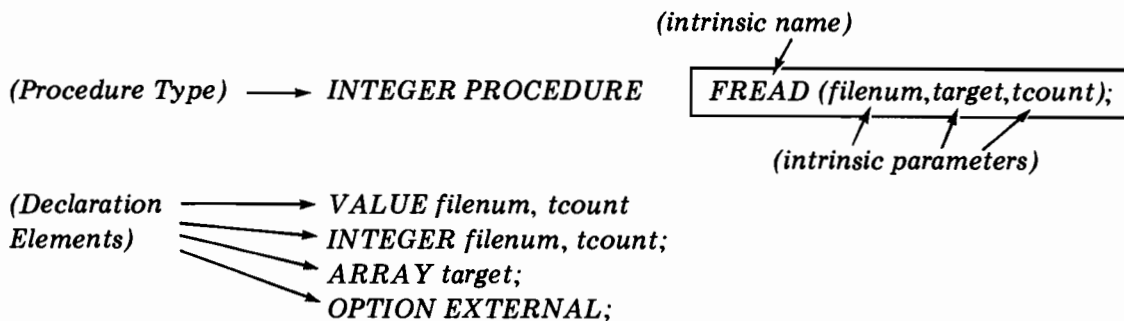 (intrinsic name)
(Procedure Type) INTEGER PROCEDURE FREAD (filenum,target,tcount);
(intrinsic parameters)
(Declaration VALUE filenum, tcount
Elements) INTEGER filenum, tcount;
ARRAY target;
OPTION EXTERNAL;